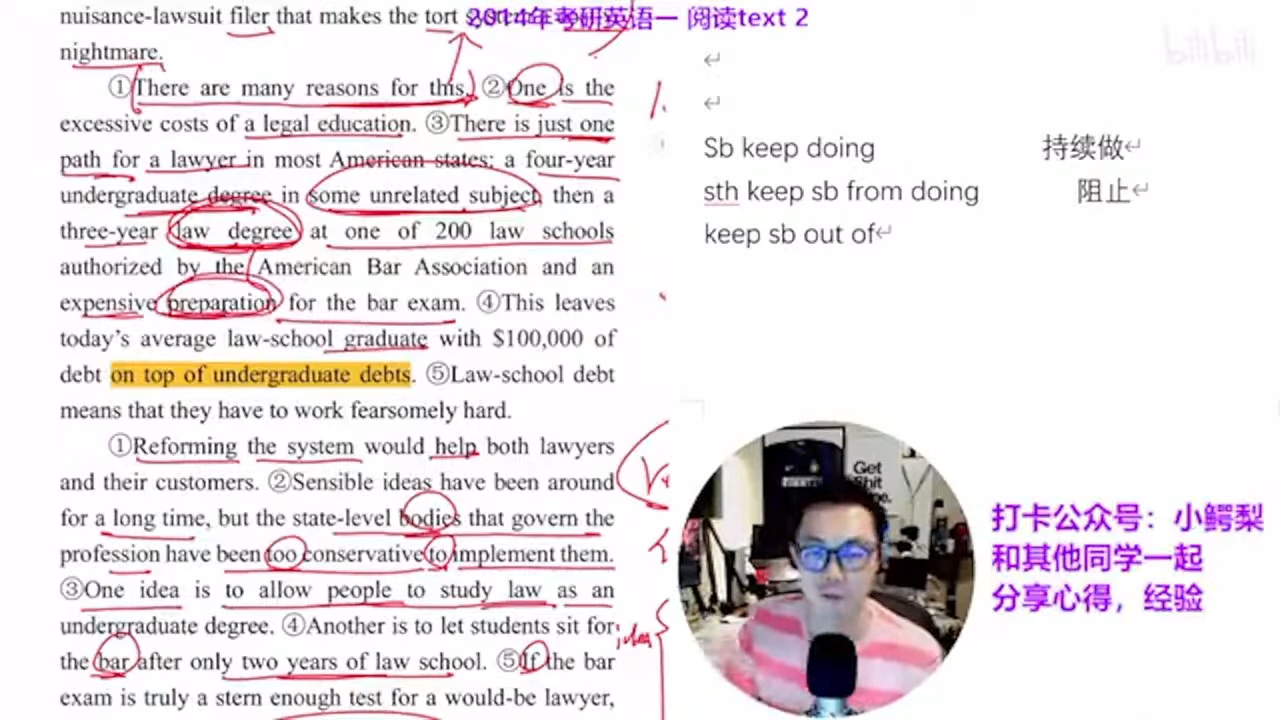 nuisance-lawsuit filer that makes the tort
2014年考研英语一 阅读text 2
nightmare.
①There are many reasons for this. ②One is the
excessive costs of a legal education. ③There is just one
path for a lawyer in most American states: a four-year
undergraduate degree in some unrelated subject, then a
three-year law degree at one of 200 law schools
authorized by the American Bar Association and an
expensive preparation for the bar exam. ④This leaves
today's average law-school graduate with $100,000 of
debt on top of undergraduate debts. ⑤Law-school debt
means that they have to work fearsomely hard.
①Reforming the system would help both lawyers
and their customers. ②Sensible ideas have been around
for a long time, but the state-level bodies that govern the
profession have been too conservative to implement them.
③One idea is to allow people to study law as an
undergraduate degree. ④Another is to let students sit for
the bar after only two years of law school. ⑤If the bar
exam is truly a stern enough test for a would-be lawyer,
idea
bilibili
Sb keep doing 持续做
sth keep sb from doing 阻止
keep sb out of
Get
Shit
打卡公众号：小鳄梨
和其他同学一起
分享心得，经验